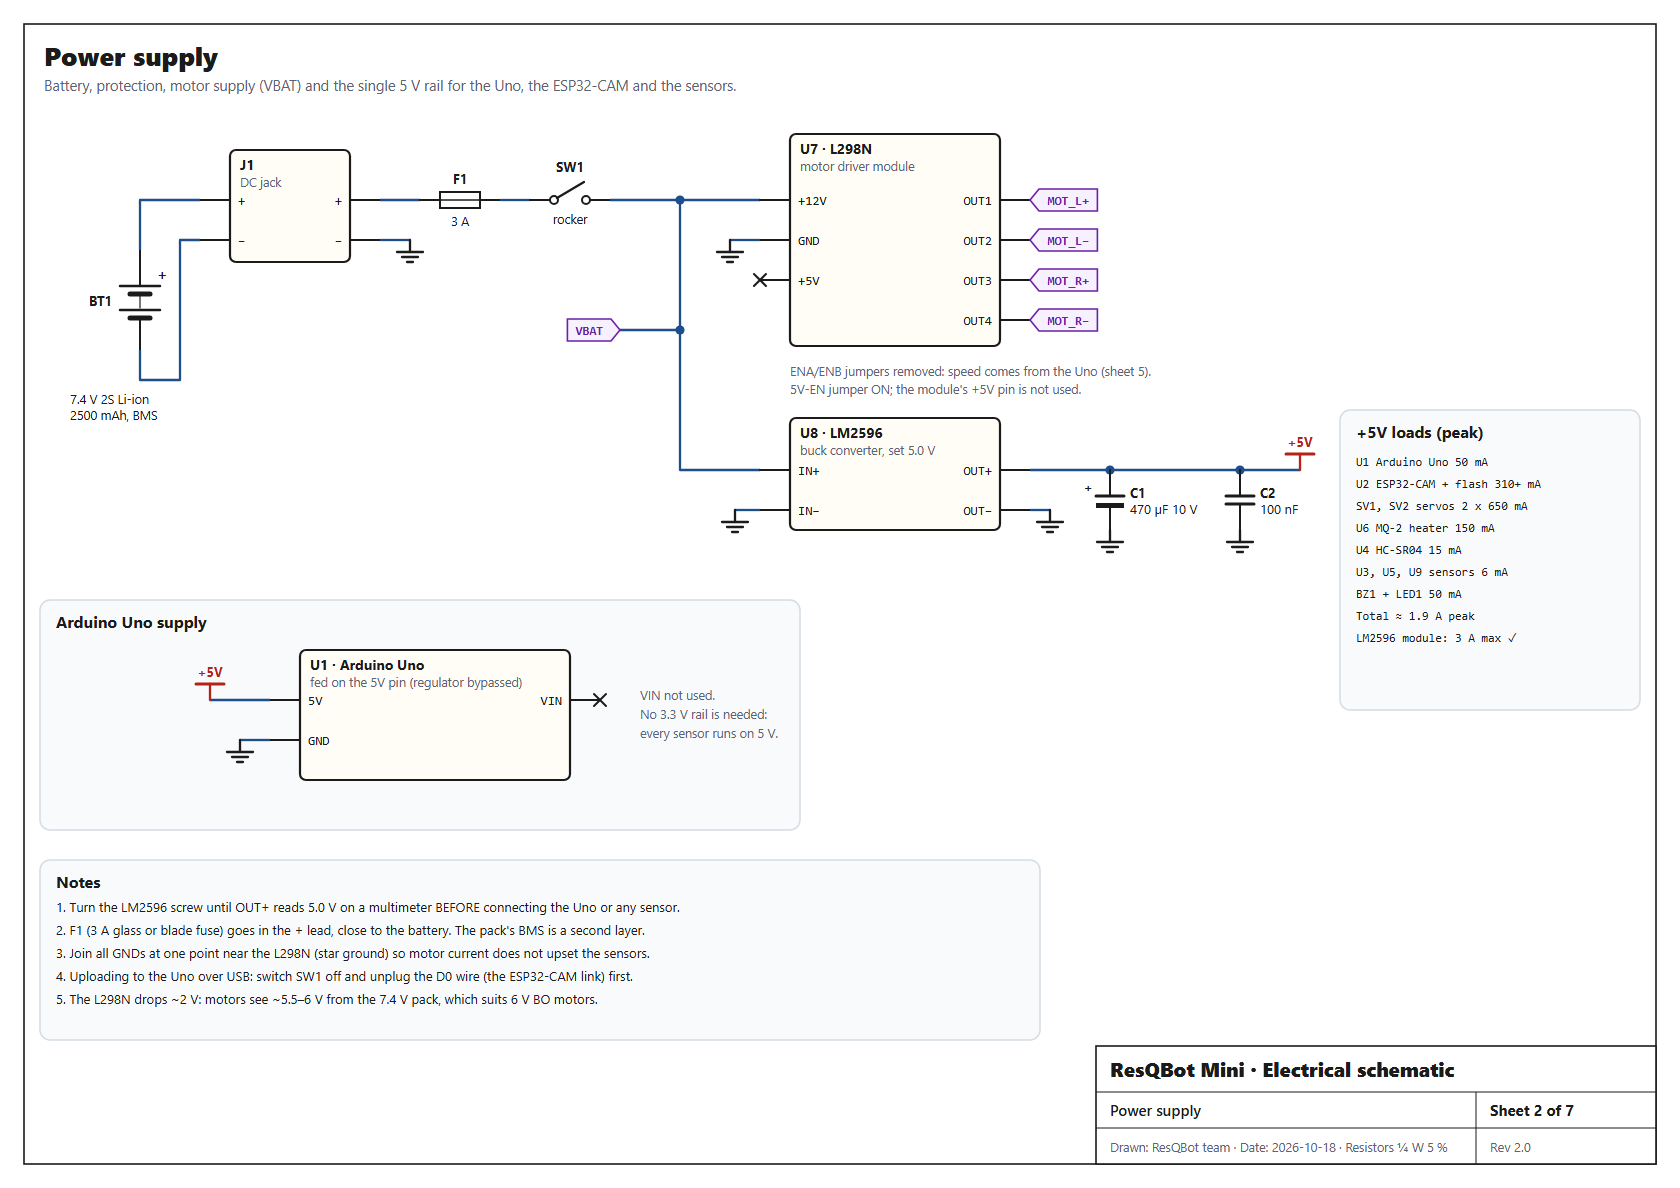 Power supply
Battery, protection, motor supply (VBAT) and the single 5 V rail for the Uno, the ESP32-CAM and the sensors.
J1
DC jack
+ +
− −
F1
3 A
SW1
rocker
BT1
+
7.4 V 2S Li-ion
2500 mAh, BMS
VBAT
U7 · L298N
motor driver module
+12V OUT1 MOT_L+
GND OUT2 MOT_L−
+5V OUT3 MOT_R+
OUT4 MOT_R−
ENA/ENB jumpers removed: speed comes from the Uno (sheet 5).
5V-EN jumper ON; the module's +5V pin is not used.
U8 · LM2596
buck converter, set 5.0 V
IN+ OUT+
IN− OUT−
+
C1
470 µF 10 V
C2
100 nF
+5V
+5V loads (peak)
U1 Arduino Uno 50 mA
U2 ESP32-CAM + flash 310+ mA
SV1, SV2 servos 2 x 650 mA
U6 MQ-2 heater 150 mA
U4 HC-SR04 15 mA
U3, U5, U9 sensors 6 mA
BZ1 + LED1 50 mA
Total ≈ 1.9 A peak
LM2596 module: 3 A max ✓
Arduino Uno supply
+5V
U1 · Arduino Uno
fed on the 5V pin (regulator bypassed)
5V VIN
GND
VIN not used.
No 3.3 V rail is needed:
every sensor runs on 5 V.
Notes
1. Turn the LM2596 screw until OUT+ reads 5.0 V on a multimeter BEFORE connecting the Uno or any sensor.
2. F1 (3 A glass or blade fuse) goes in the + lead, close to the battery. The pack's BMS is a second layer.
3. Join all GNDs at one point near the L298N (star ground) so motor current does not upset the sensors.
4. Uploading to the Uno over USB: switch SW1 off and unplug the D0 wire (the ESP32-CAM link) first.
5. The L298N drops ~2 V: motors see ~5.5–6 V from the 7.4 V pack, which suits 6 V BO motors.
ResQBot Mini · Electrical schematic
Power supply Sheet 2 of 7
Drawn: ResQBot team · Date: 2026-10-18 · Resistors ¼ W 5 % Rev 2.0